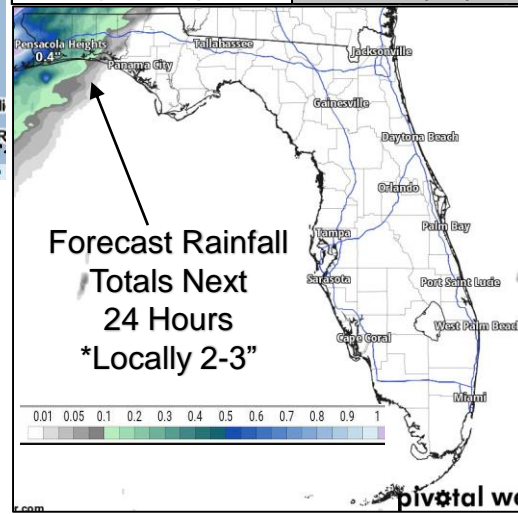 Pensacola Heights
0.4"
Tallahassee
Jacksonville
Panama City
Gainesville
Daytona Beach
Orlando
Palm Bay
Tampa
Sarasota
Port Saint Lucie
West Palm Beach
Cape Coral
Miami
Forecast Rainfall
Totals Next
24 Hours
*Locally 2-3”
0.01 0.05 0.1 0.2 0.3 0.4 0.5 0.6 0.7 0.8 0.9 1
r.com
pivotal we